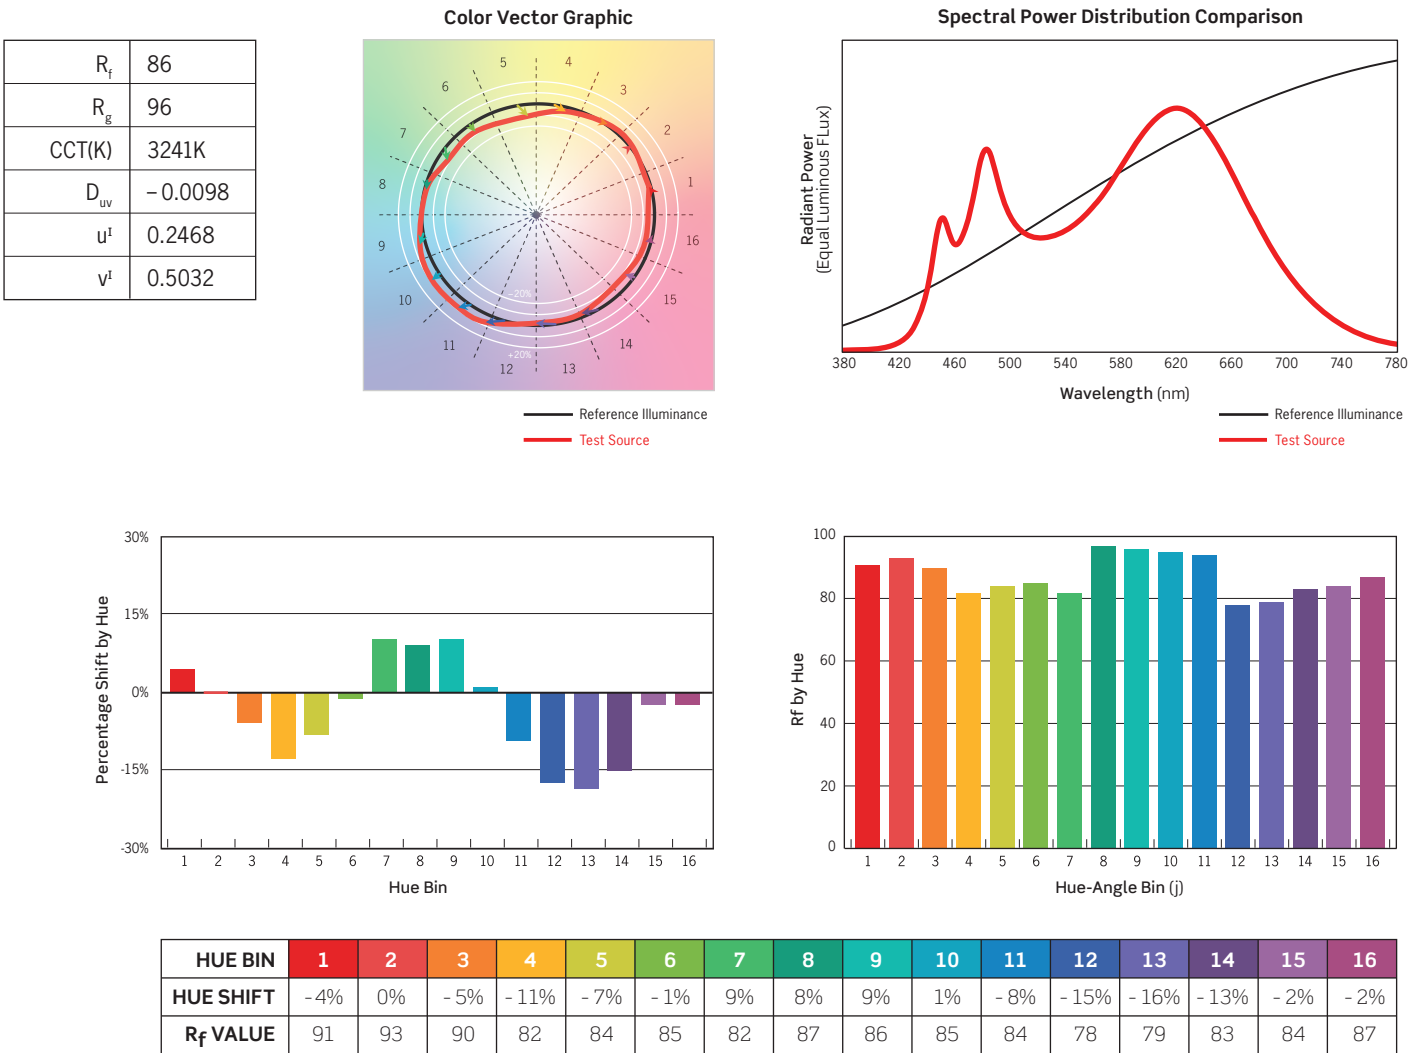 Color Vector Graphic
Spectral Power Distribution Comparison
Rf 86
Rg 96
CCT(K) 3241K
Duv -0.0098
uI 0.2468
vI 0.5032
5 4
6 3
7 2
8 1
9 16
10 15
11 14
12 13
-20%
+20%
Reference Illuminance
Test Source
Radiant Power
(Equal Luminous FLux)
380 420 460 500 540 580 620 660 700 740 780
Wavelength (nm)
Reference Illuminance
Test Source
Percentage Shift by Hue
30%
15%
0%
-15%
-30%
1 2 3 4 5 6 7 8 9 10 11 12 13 14 15 16
Hue Bin
Rf by Hue
100
80
60
40
20
0
1 2 3 4 5 6 7 8 9 10 11 12 13 14 15 16
Hue-Angle Bin (j)
HUE BIN 1 2 3 4 5 6 7 8 9 10 11 12 13 14 15 16
HUE SHIFT -4% 0% -5% -11% -7% -1% 9% 8% 9% 1% -8% -15% -16% -13% -2% -2%
Rf VALUE 91 93 90 82 84 85 82 87 86 85 84 78 79 83 84 87